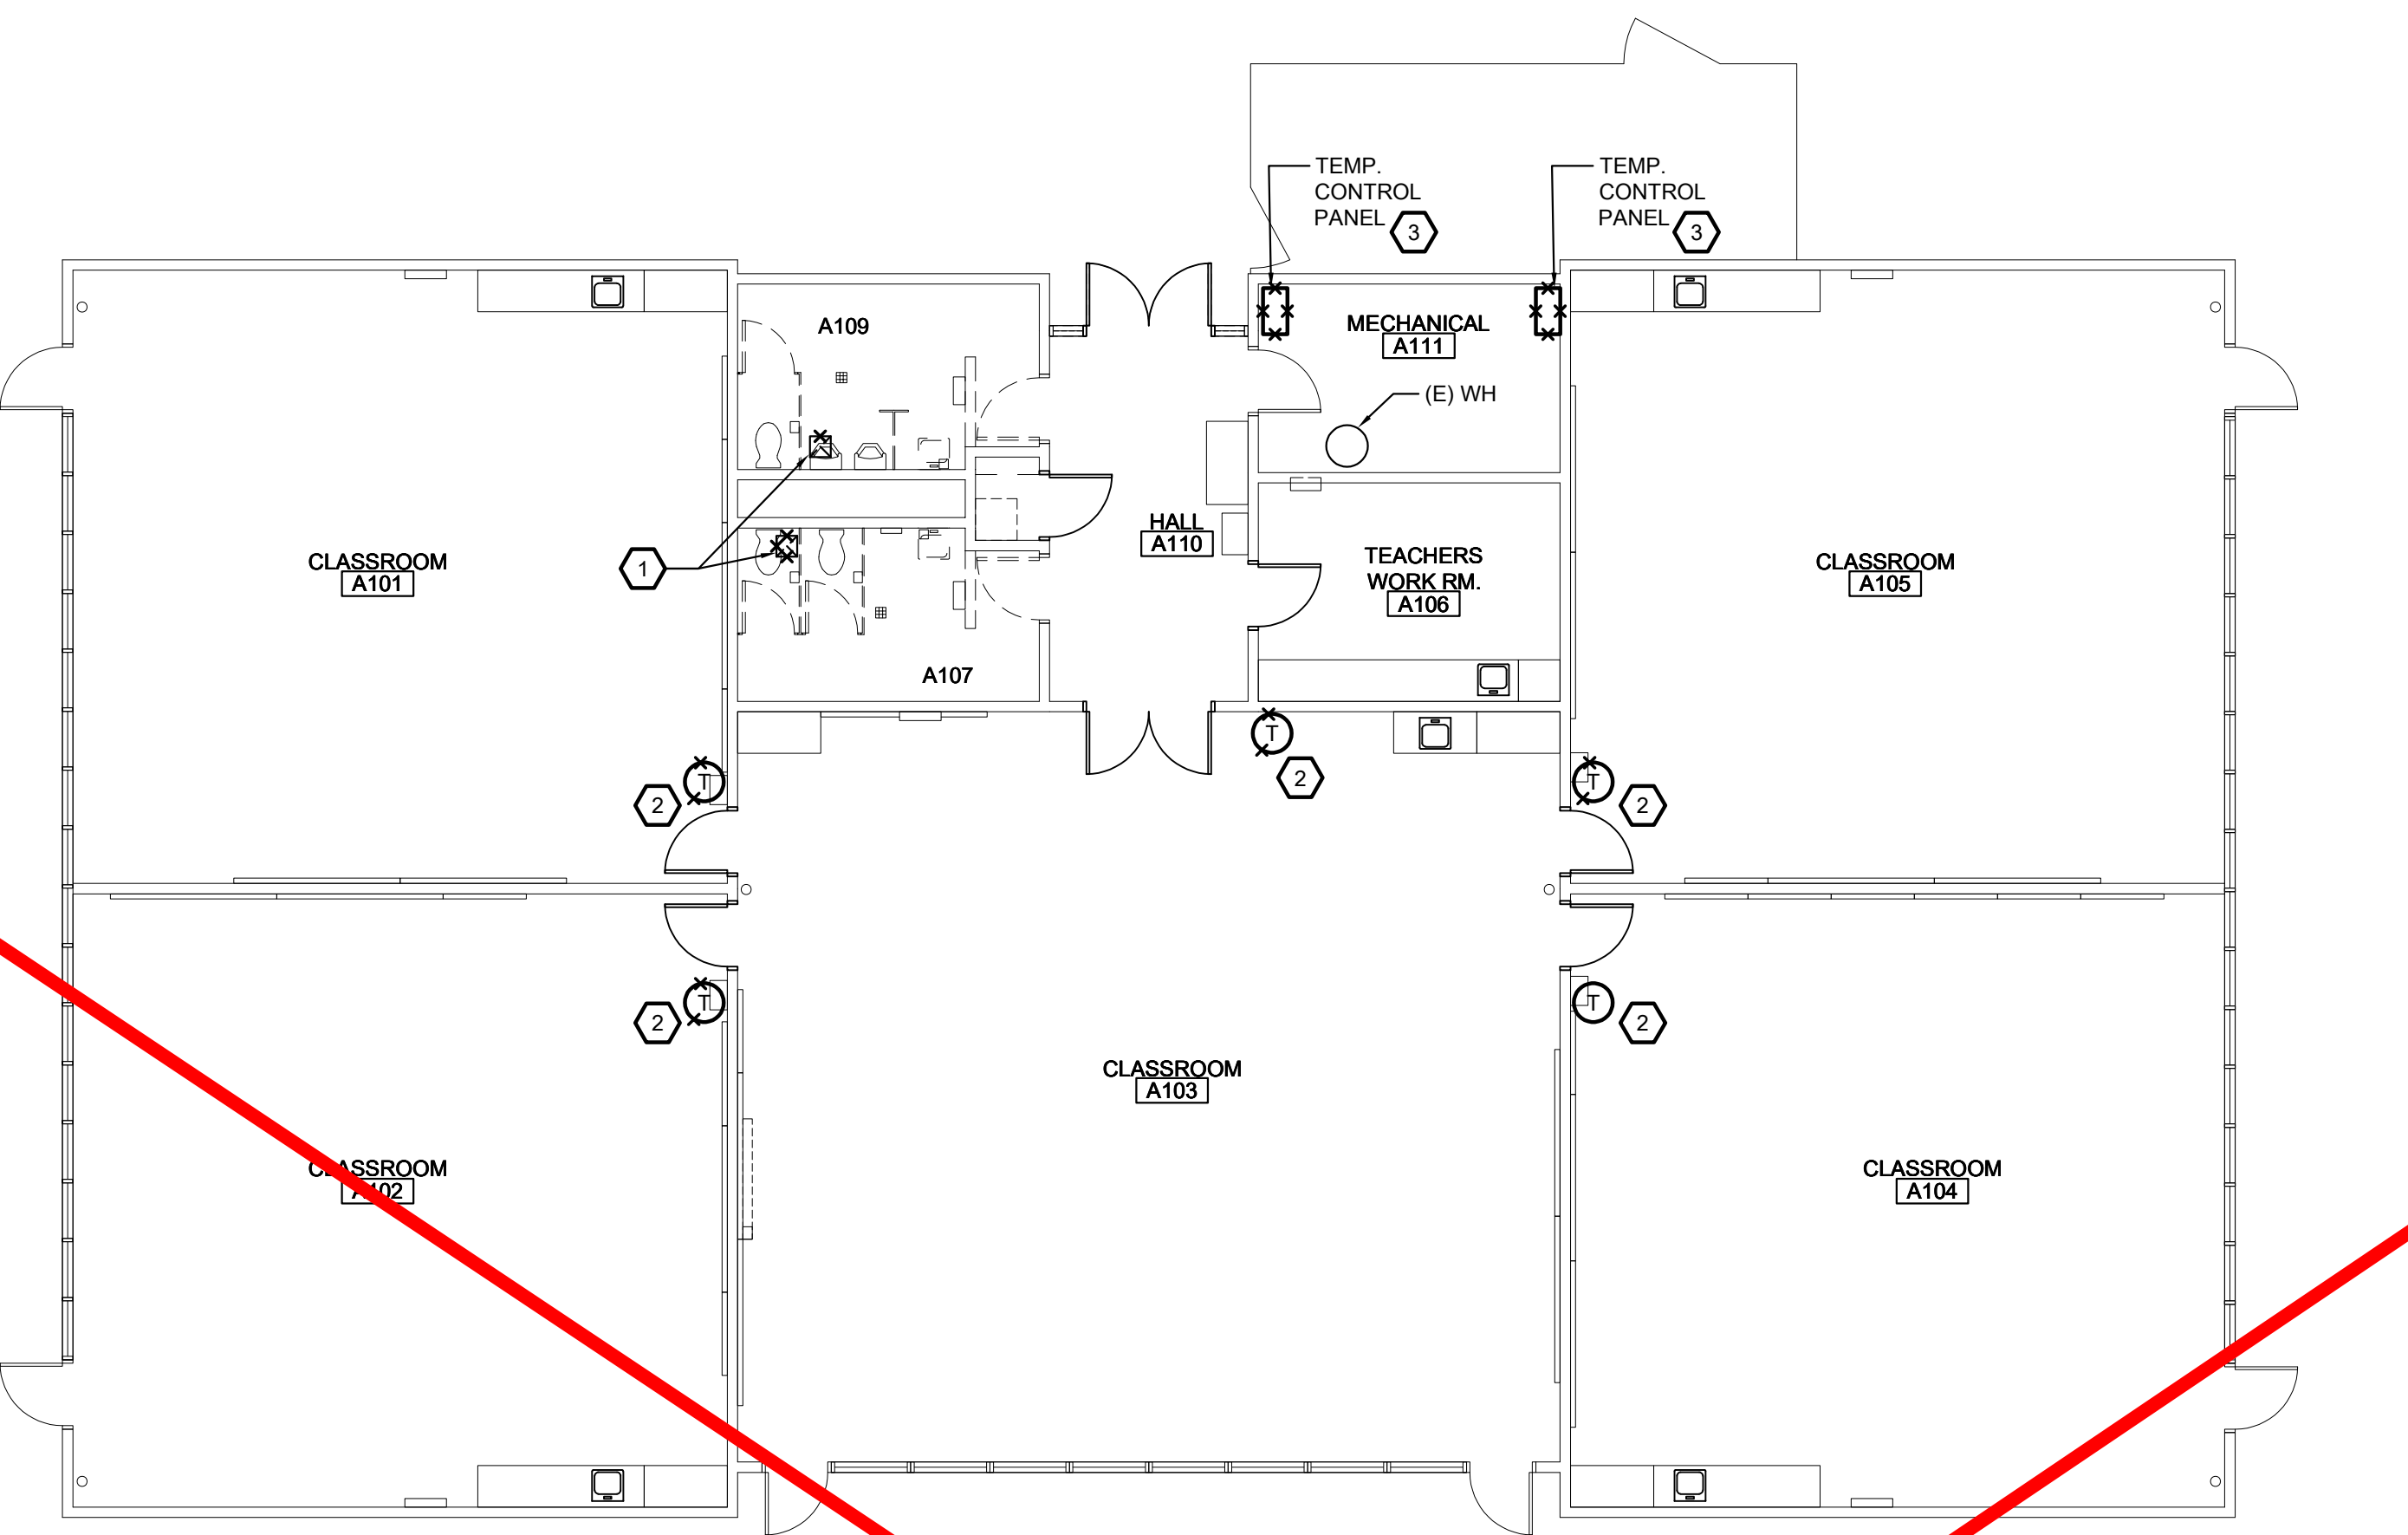 TEMP.
CONTROL
PANEL
3
TEMP.
CONTROL
PANEL
3
A109
MECHANICAL
A111
(E) WH
HALL
A110
CLASSROOM
A101
1
TEACHERS
WORK RM.
A106
CLASSROOM
A105
A107
T
2
T
2
T
2
T
2
T
2
CLASSROOM
A103
CLASSROOM
A102
CLASSROOM
A104